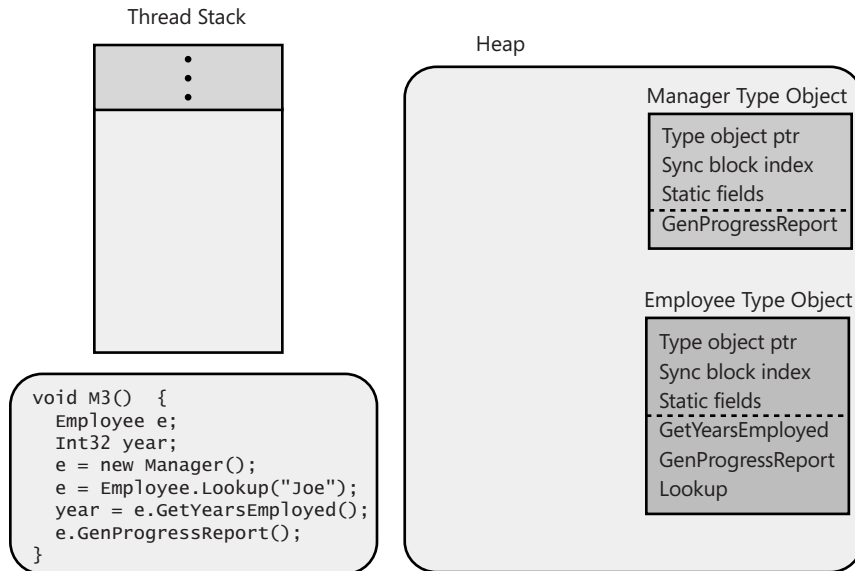 Thread Stack
void M3()  {
  Employee e;
  Int32 year;
  e = new Manager();
  e = Employee.Lookup("Joe");
  year = e.GetYearsEmployed();
  e.GenProgressReport();
}
Heap
Manager Type Object
Type object ptr
Sync block index
Static fields
GenProgressReport
Employee Type Object
Type object ptr
Sync block index
Static fields
GetYearsEmployed
GenProgressReport
Lookup